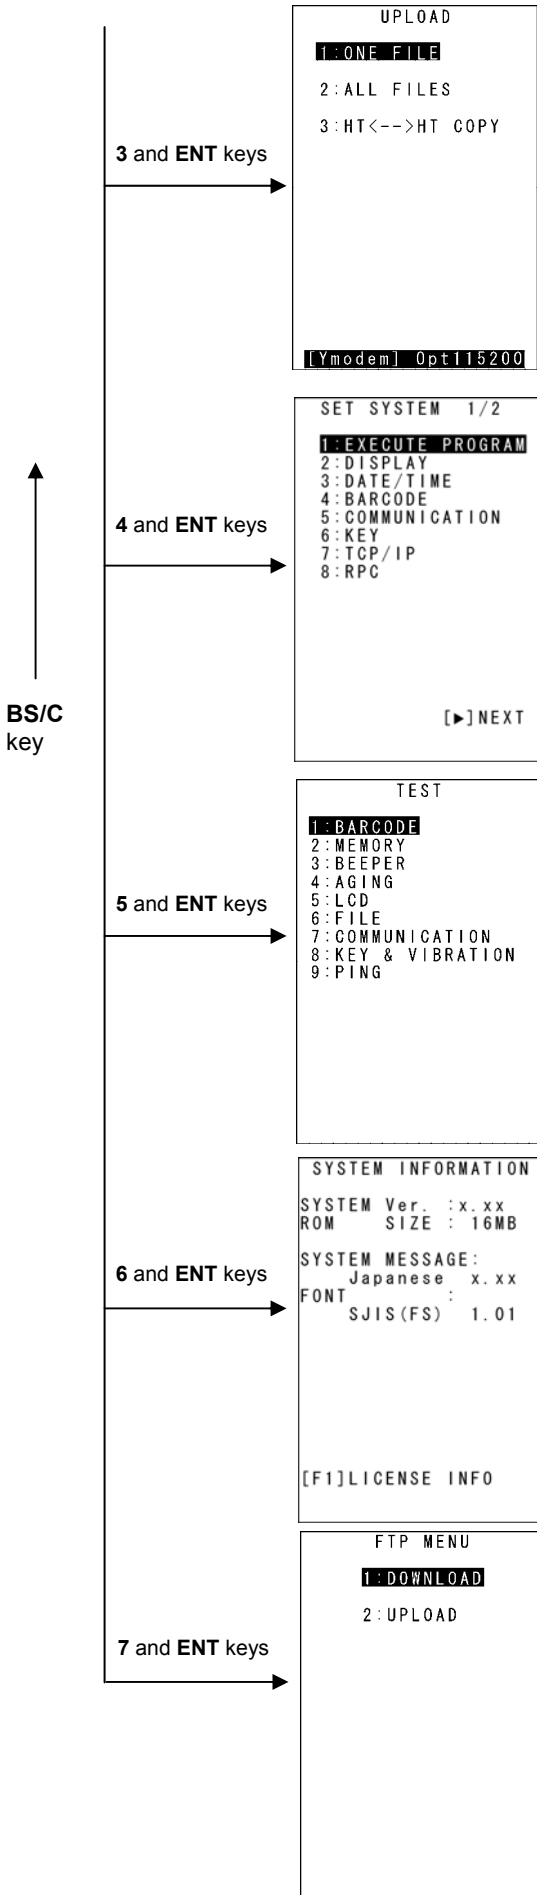 UPLOAD
1:ONE FILE
2:ALL FILES
3:HT<-->HT COPY
3 and ENT keys
[Ymodem] Opt115200
SET SYSTEM 1/2
1:EXECUTE PROGRAM
2:DISPLAY
3:DATE/TIME
4:BARCODE
5:COMMUNICATION
6:KEY
7:TCP/IP
8:RPC
4 and ENT keys
[▶]NEXT
BS/C
key
TEST
1:BARCODE
2:MEMORY
3:BEEPER
4:AGING
5:LCD
6:FILE
7:COMMUNICATION
8:KEY & VIBRATION
9:PING
5 and ENT keys
SYSTEM INFORMATION
SYSTEM Ver. :x.xx
ROM SIZE : 16MB
SYSTEM MESSAGE:
Japanese x.xx
FONT :
SJIS(FS) 1.01
6 and ENT keys
[F1]LICENSE INFO
FTP MENU
1:DOWNLOAD
2:UPLOAD
7 and ENT keys